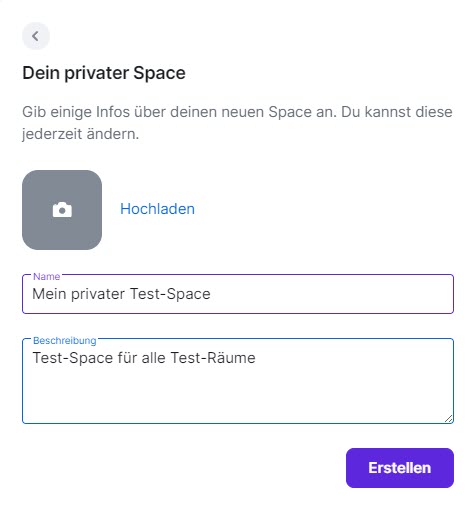 Dein privater Space
Gib einige Infos über deinen neuen Space an. Du kannst diese
jederzeit ändern.
Hochladen
Name
Mein privater Test-Space
Beschreibung
Test-Space für alle Test-Räume
Erstellen